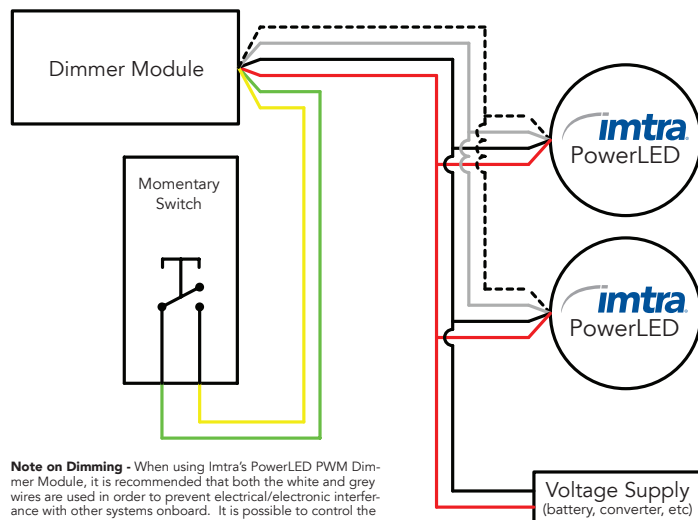 Dimmer Module
imtra
PowerLED
Momentary
Switch
imtra
PowerLED
Note on Dimming - When using Imtra's PowerLED PWM Dim-
mer Module, it is recommended that both the white and grey
wires are used in order to prevent electrical/electronic interfer-
ance with other systems onboard. It is possible to control the
Voltage Supply
(battery, converter, etc)